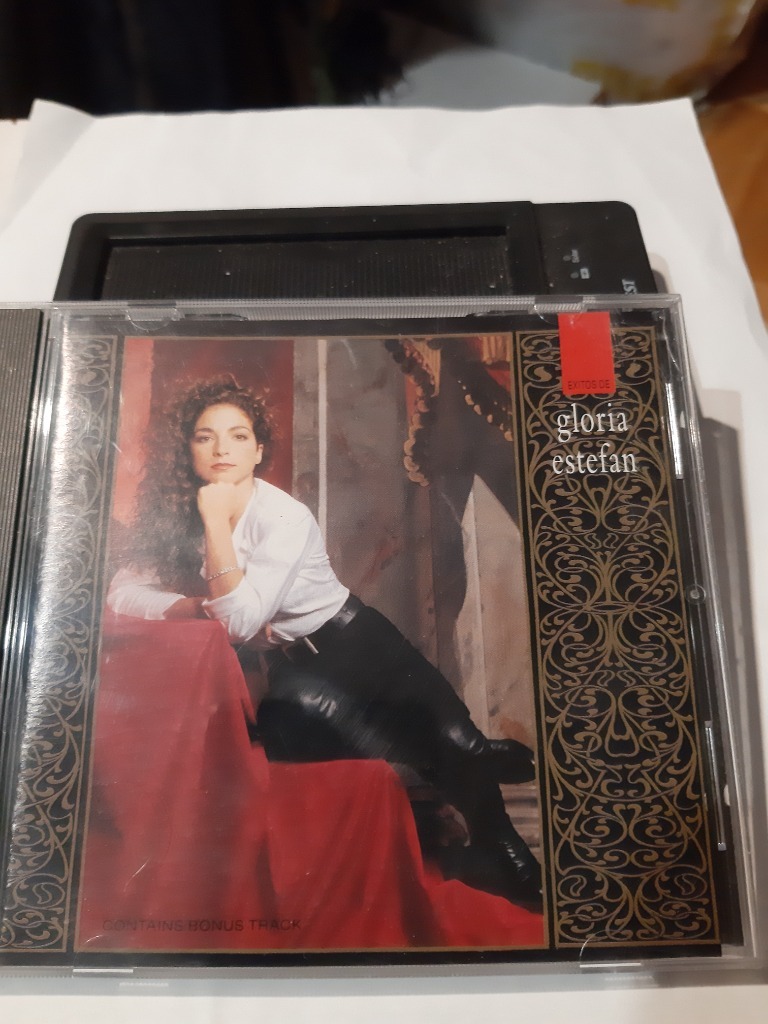 EXITOS DE
gloria
estefan
CONTAINS BONUS TRACK